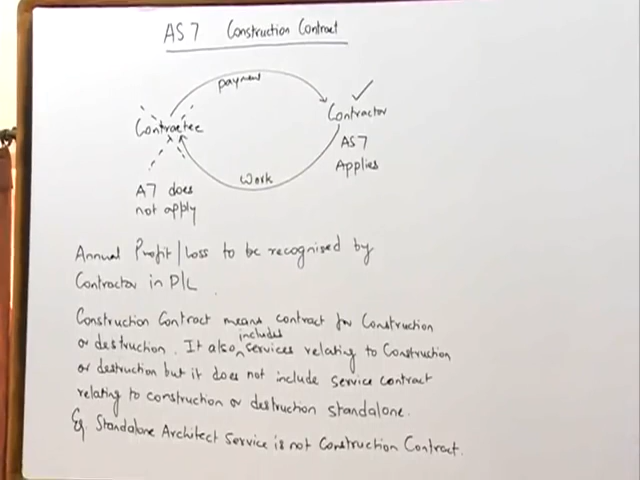 AS 7 Construction Contract
payment
Contractee
Contractor
AS 7
Applies
Work
A7 does
not apply
Annual Profit/Loss to be recognised by
Contractor in P/L
Construction Contract means contract for Construction
or destruction. It also includes services relating to Construction
or destruction but it does not include service contract
relating to construction or destruction standalone.
Eg. Standalone Architect Service is not Construction Contract.